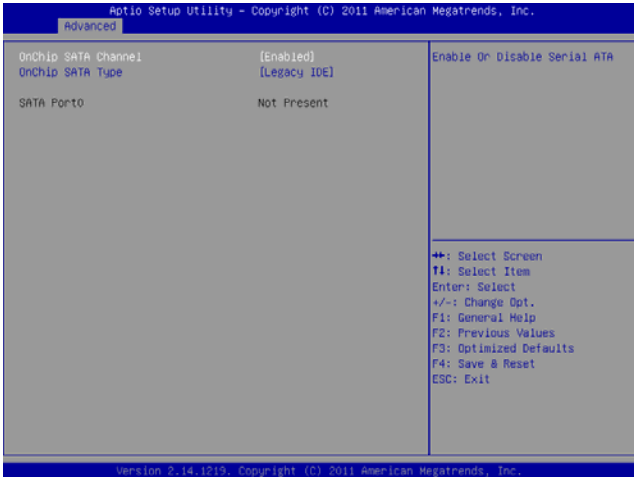 Aptio Setup Utility – Copyright (C) 2011 American Megatrends, Inc.
Advanced
OnChip SATA Channel [Enabled]
OnChip SATA Type [Legacy IDE]
SATA Port0 Not Present
Enable Or Disable Serial ATA
→←: Select Screen
↑↓: Select Item
Enter: Select
+/-: Change Opt.
F1: General Help
F2: Previous Values
F3: Optimized Defaults
F4: Save & Reset
ESC: Exit
Version 2.14.1219. Copyright (C) 2011 American Megatrends, Inc.